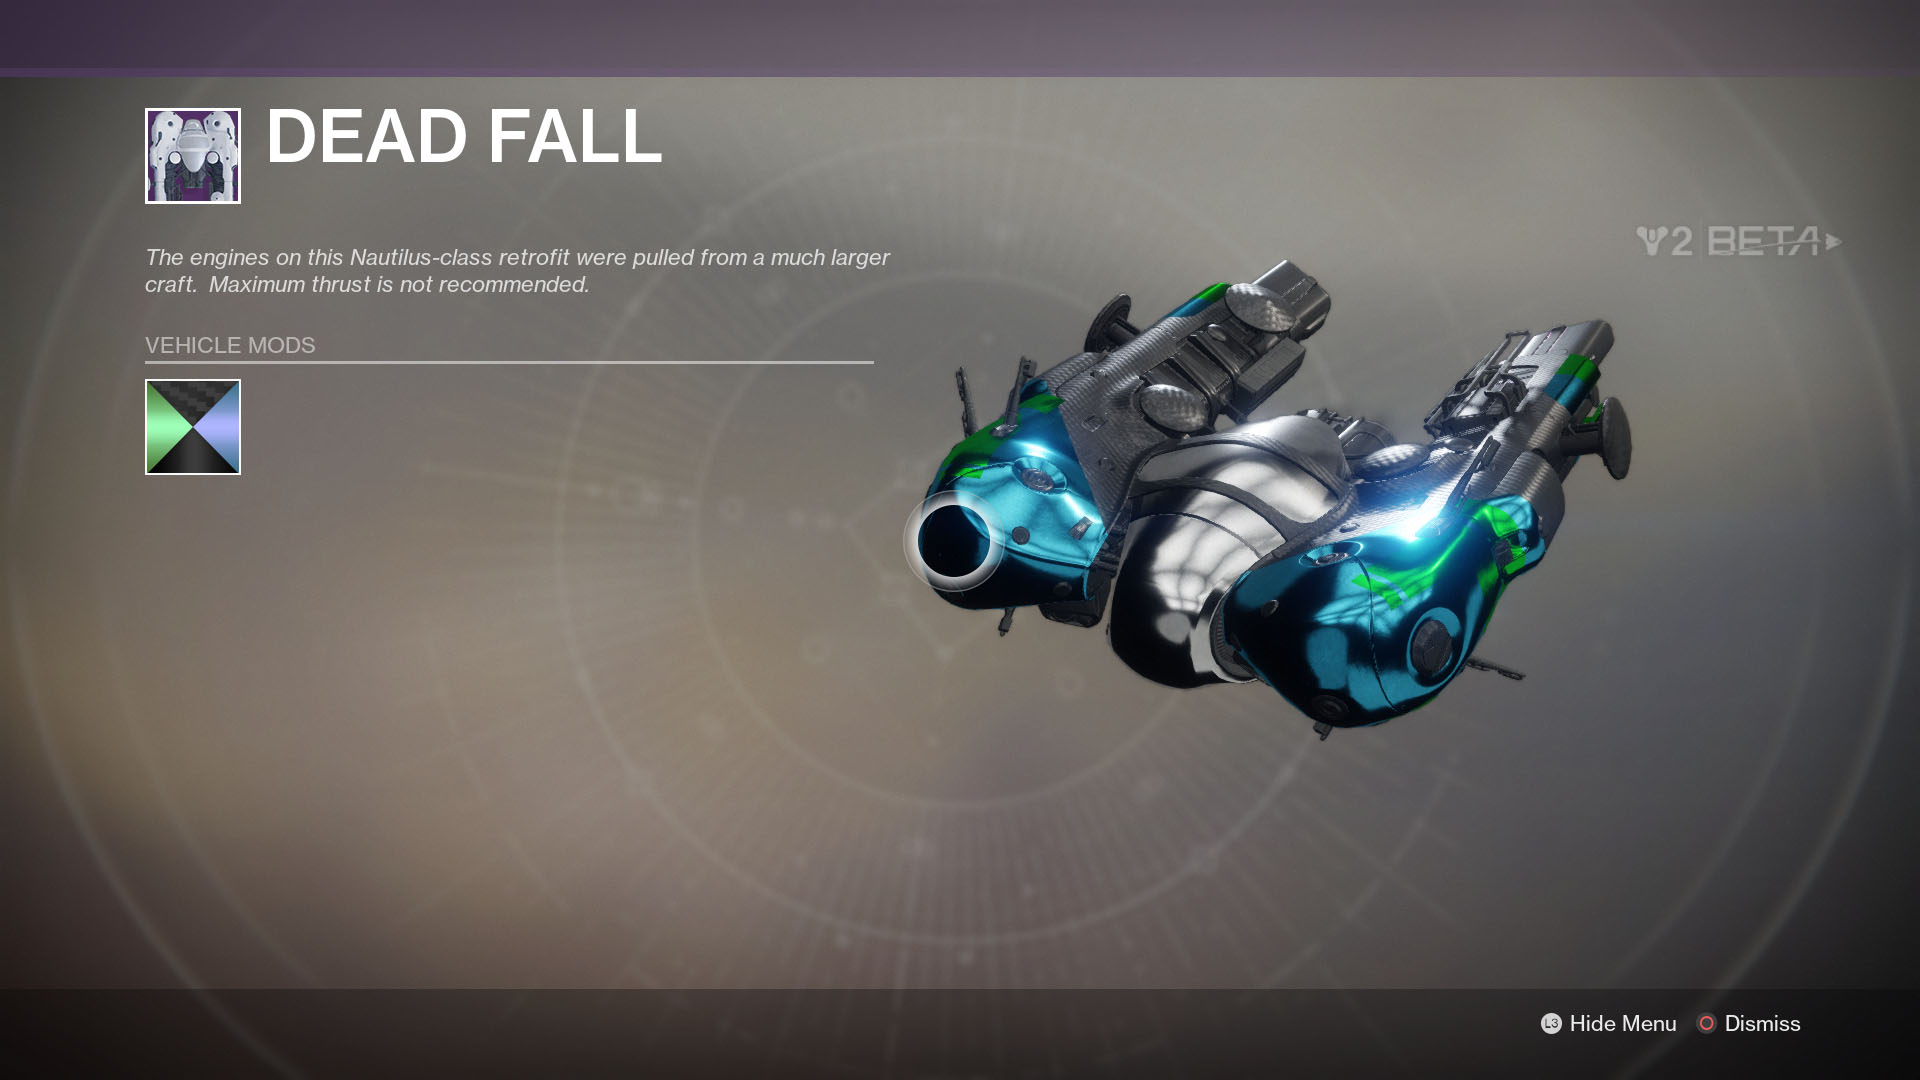 DEAD FALL
The engines on this Nautilus-class retrofit were pulled from a much larger
craft.  Maximum thrust is not recommended.
2 BETA
VEHICLE MODS
L3 Hide Menu Dismiss